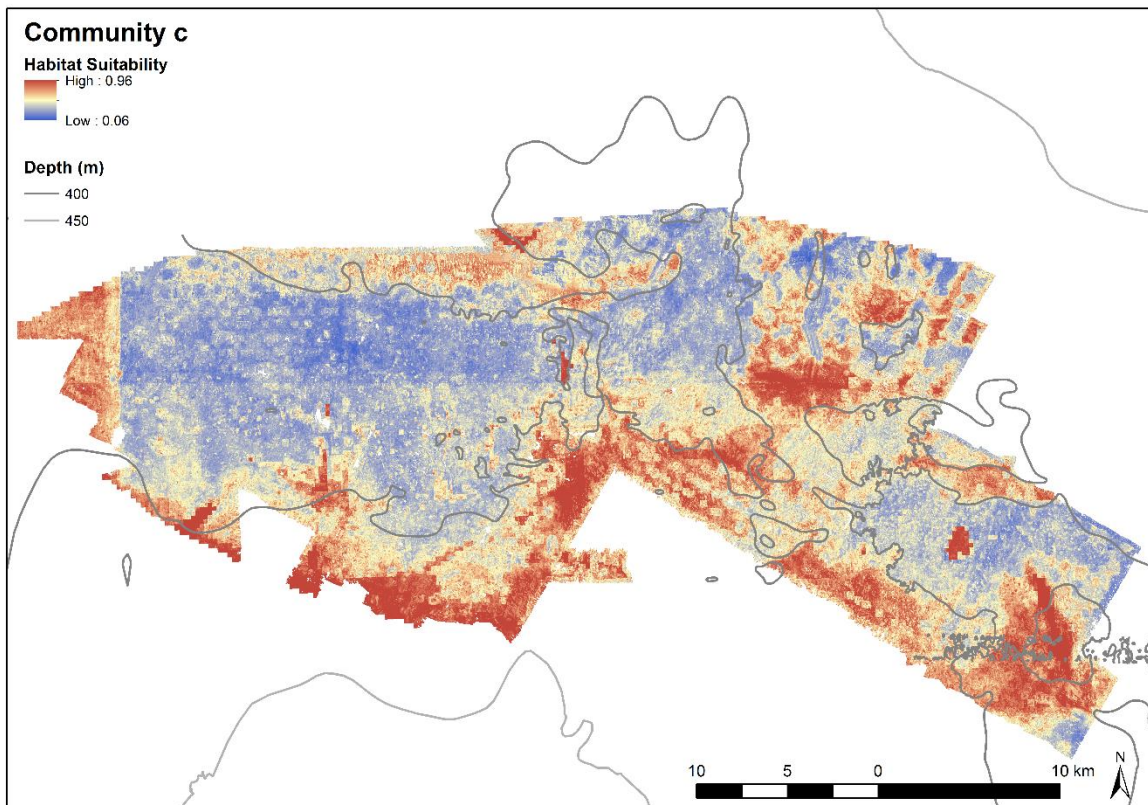 Community c
Habitat Suitability
High : 0.96
Low : 0.06
Depth (m)
400
450
10 5 0 10 km
N